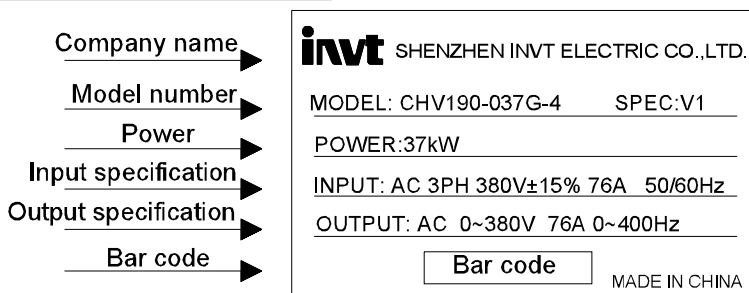 Company name
invt SHENZHEN INVT ELECTRIC CO.,LTD.
Model number
MODEL: CHV190-037G-4 SPEC:V1
Power
POWER:37kW
Input specification
INPUT: AC 3PH 380V±15% 76A 50/60Hz
Output specification
OUTPUT: AC 0~380V 76A 0~400Hz
Bar code
Bar code
MADE IN CHINA